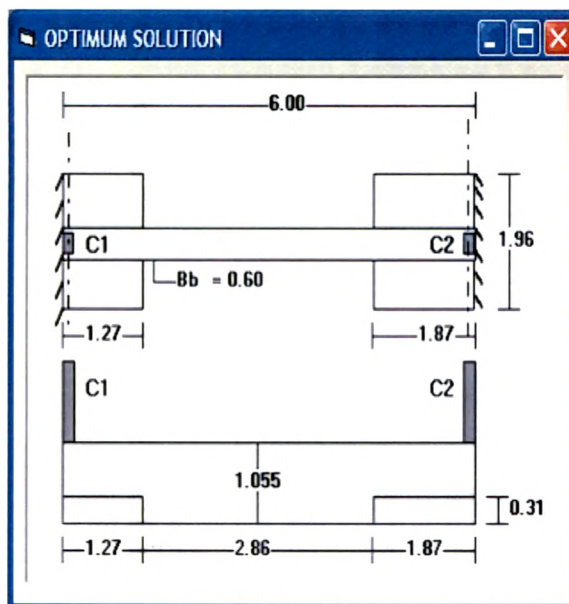 OPTIMUM SOLUTION
6.00
C1 C2
1.96
Bb = 0.60
1.27 1.87
C1 C2
1.055
0.31
1.27 2.86 1.87